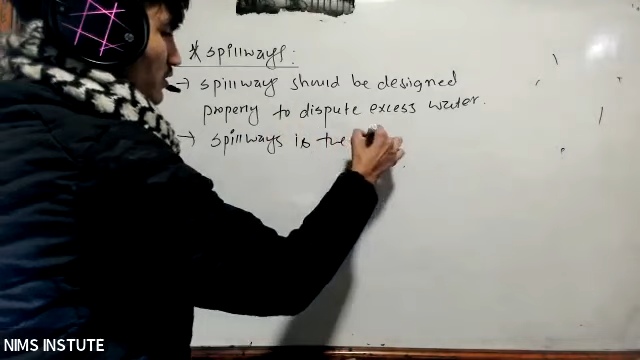 * spillways:
→ spillways should be designed
properly to dispute excess water.
→ spillways is the
NIMS INSTUTE